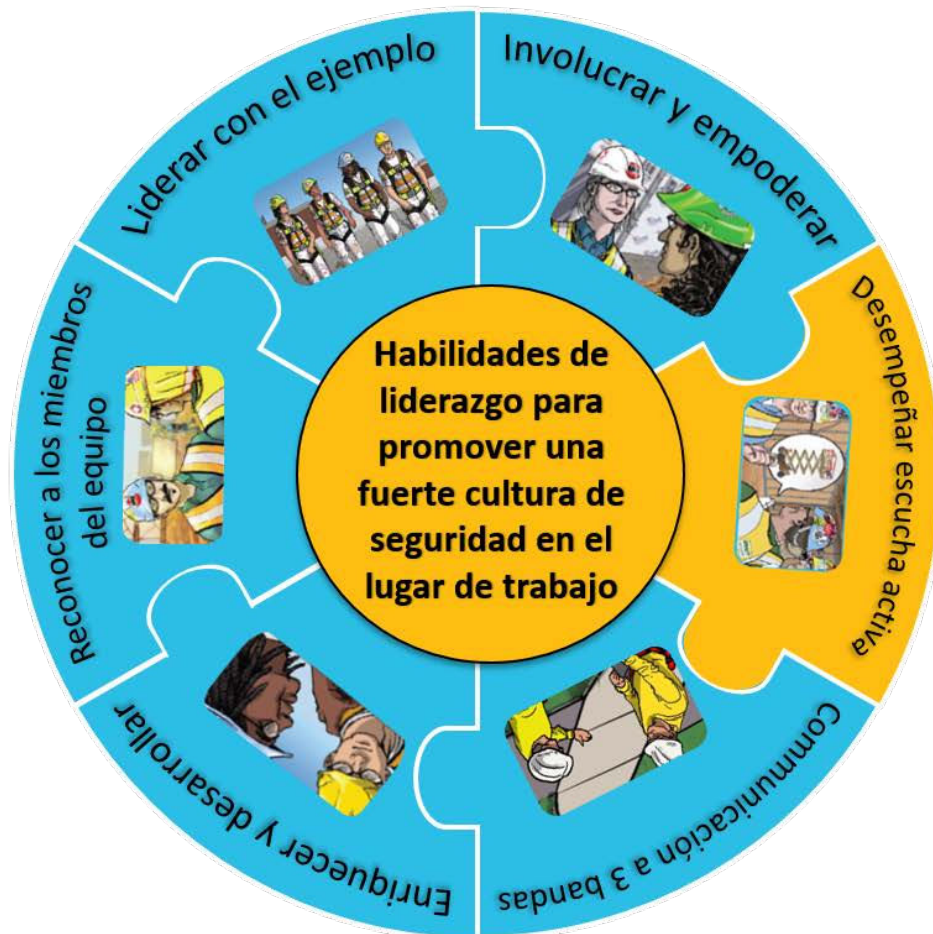 Habilidades de
liderazgo para
promover una
fuerte cultura de
seguridad en el
lugar de trabajo
Liderar con el ejemplo
Involucrar y empoderar
Desempeñar escucha
activa
Communicación a 3 bandas
Enriquecer y desarrollar
Reconocer a los miembros
del equipo